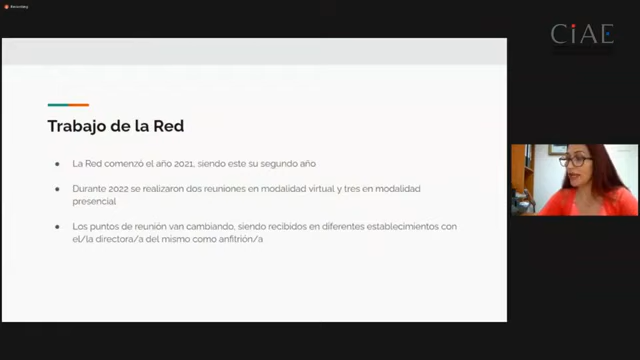 CiAE
Trabajo de la Red
La Red comenzó el año 2021, siendo este su segundo año
Durante 2022 se realizaron dos reuniones en modalidad virtual y tres en modalidad
presencial
Los puntos de reunión van cambiando, siendo recibidos en diferentes establecimientos con
el/la directora/a del mismo como anfitrión/a